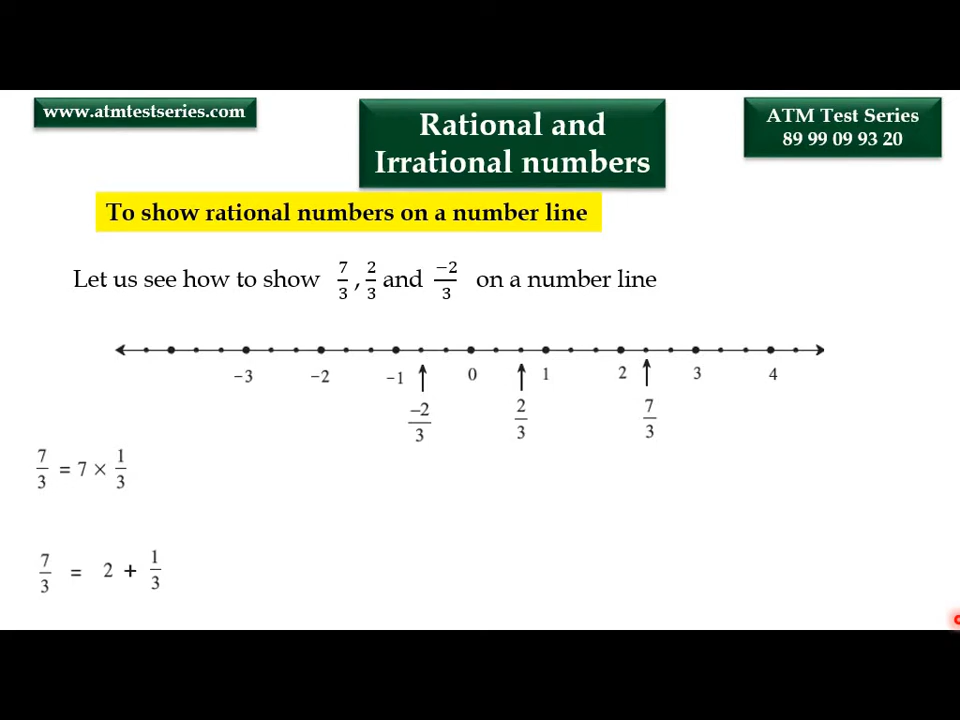 www.atmtestseries.com
Rational and
Irrational numbers
ATM Test Series
89 99 09 93 20
To show rational numbers on a number line
Let us see how to show 7/3 , 2/3 and −2/3 on a number line
−3 −2 −1 0 1 2 3 4
−2/3 2/3 7/3
7/3 = 7 × 1/3
7/3 = 2 + 1/3